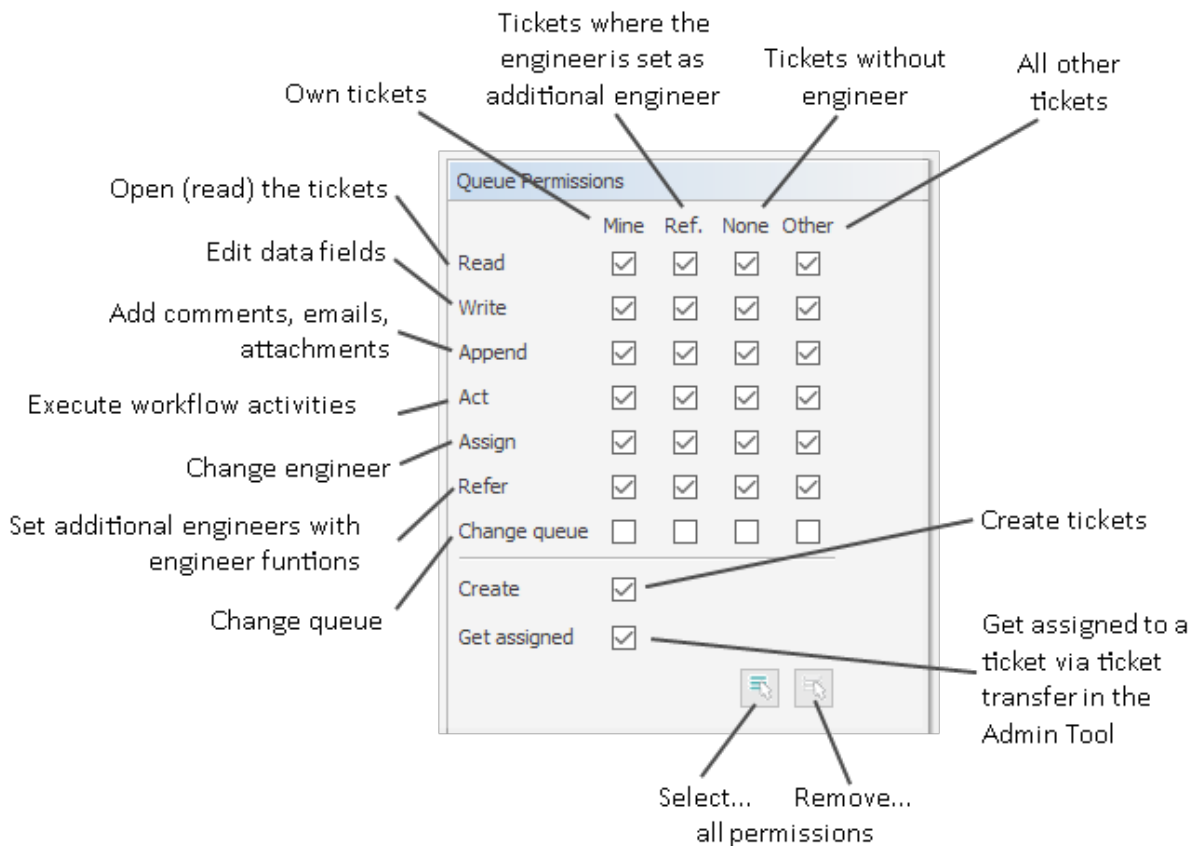 Tickets where the
engineer is set as
additional engineer
Tickets without
engineer
All other
tickets
Own tickets
Open (read) the tickets
Edit data fields
Add comments, emails,
attachments
Execute workflow activities
Change engineer
Set additional engineers with
engineer funtions
Change queue
Queue Permissions
Mine Ref. None Other
Read
Write
Append
Act
Assign
Refer
Change queue
Create
Get assigned
Create tickets
Get assigned to a
ticket via ticket
transfer in the
Admin Tool
Select... Remove...
all permissions